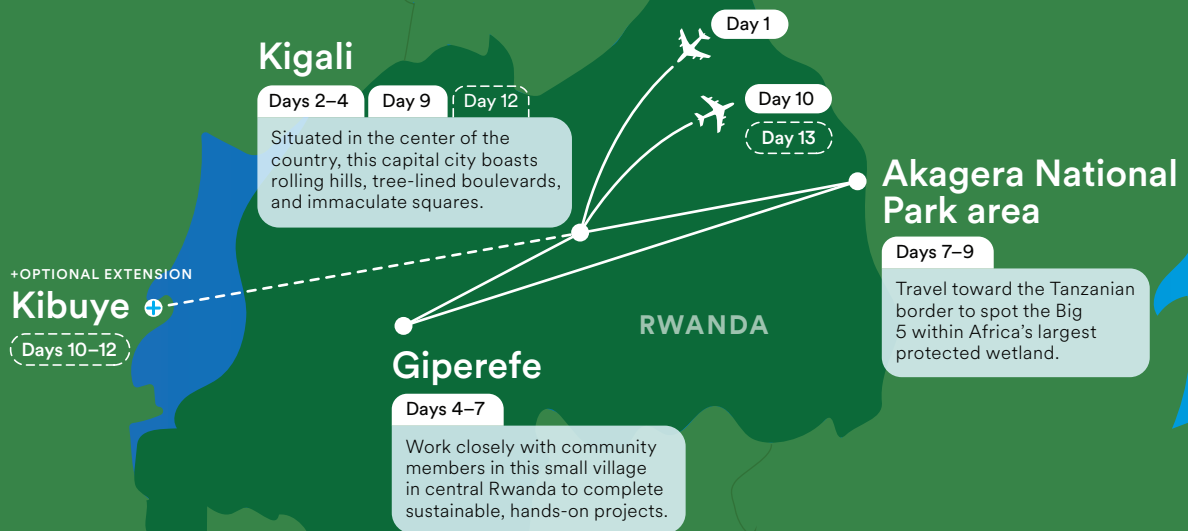 Day 1
Kigali
Days 2–4
Day 9
Day 12
Situated in the center of the
country, this capital city boasts
rolling hills, tree-lined boulevards,
and immaculate squares.
Day 10
Day 13
Akagera National
Park area
Days 7–9
Travel toward the Tanzanian
border to spot the Big
5 within Africa’s largest
protected wetland.
+OPTIONAL EXTENSION
Kibuye
Days 10–12
RWANDA
Giperefe
Days 4–7
Work closely with community
members in this small village
in central Rwanda to complete
sustainable, hands-on projects.